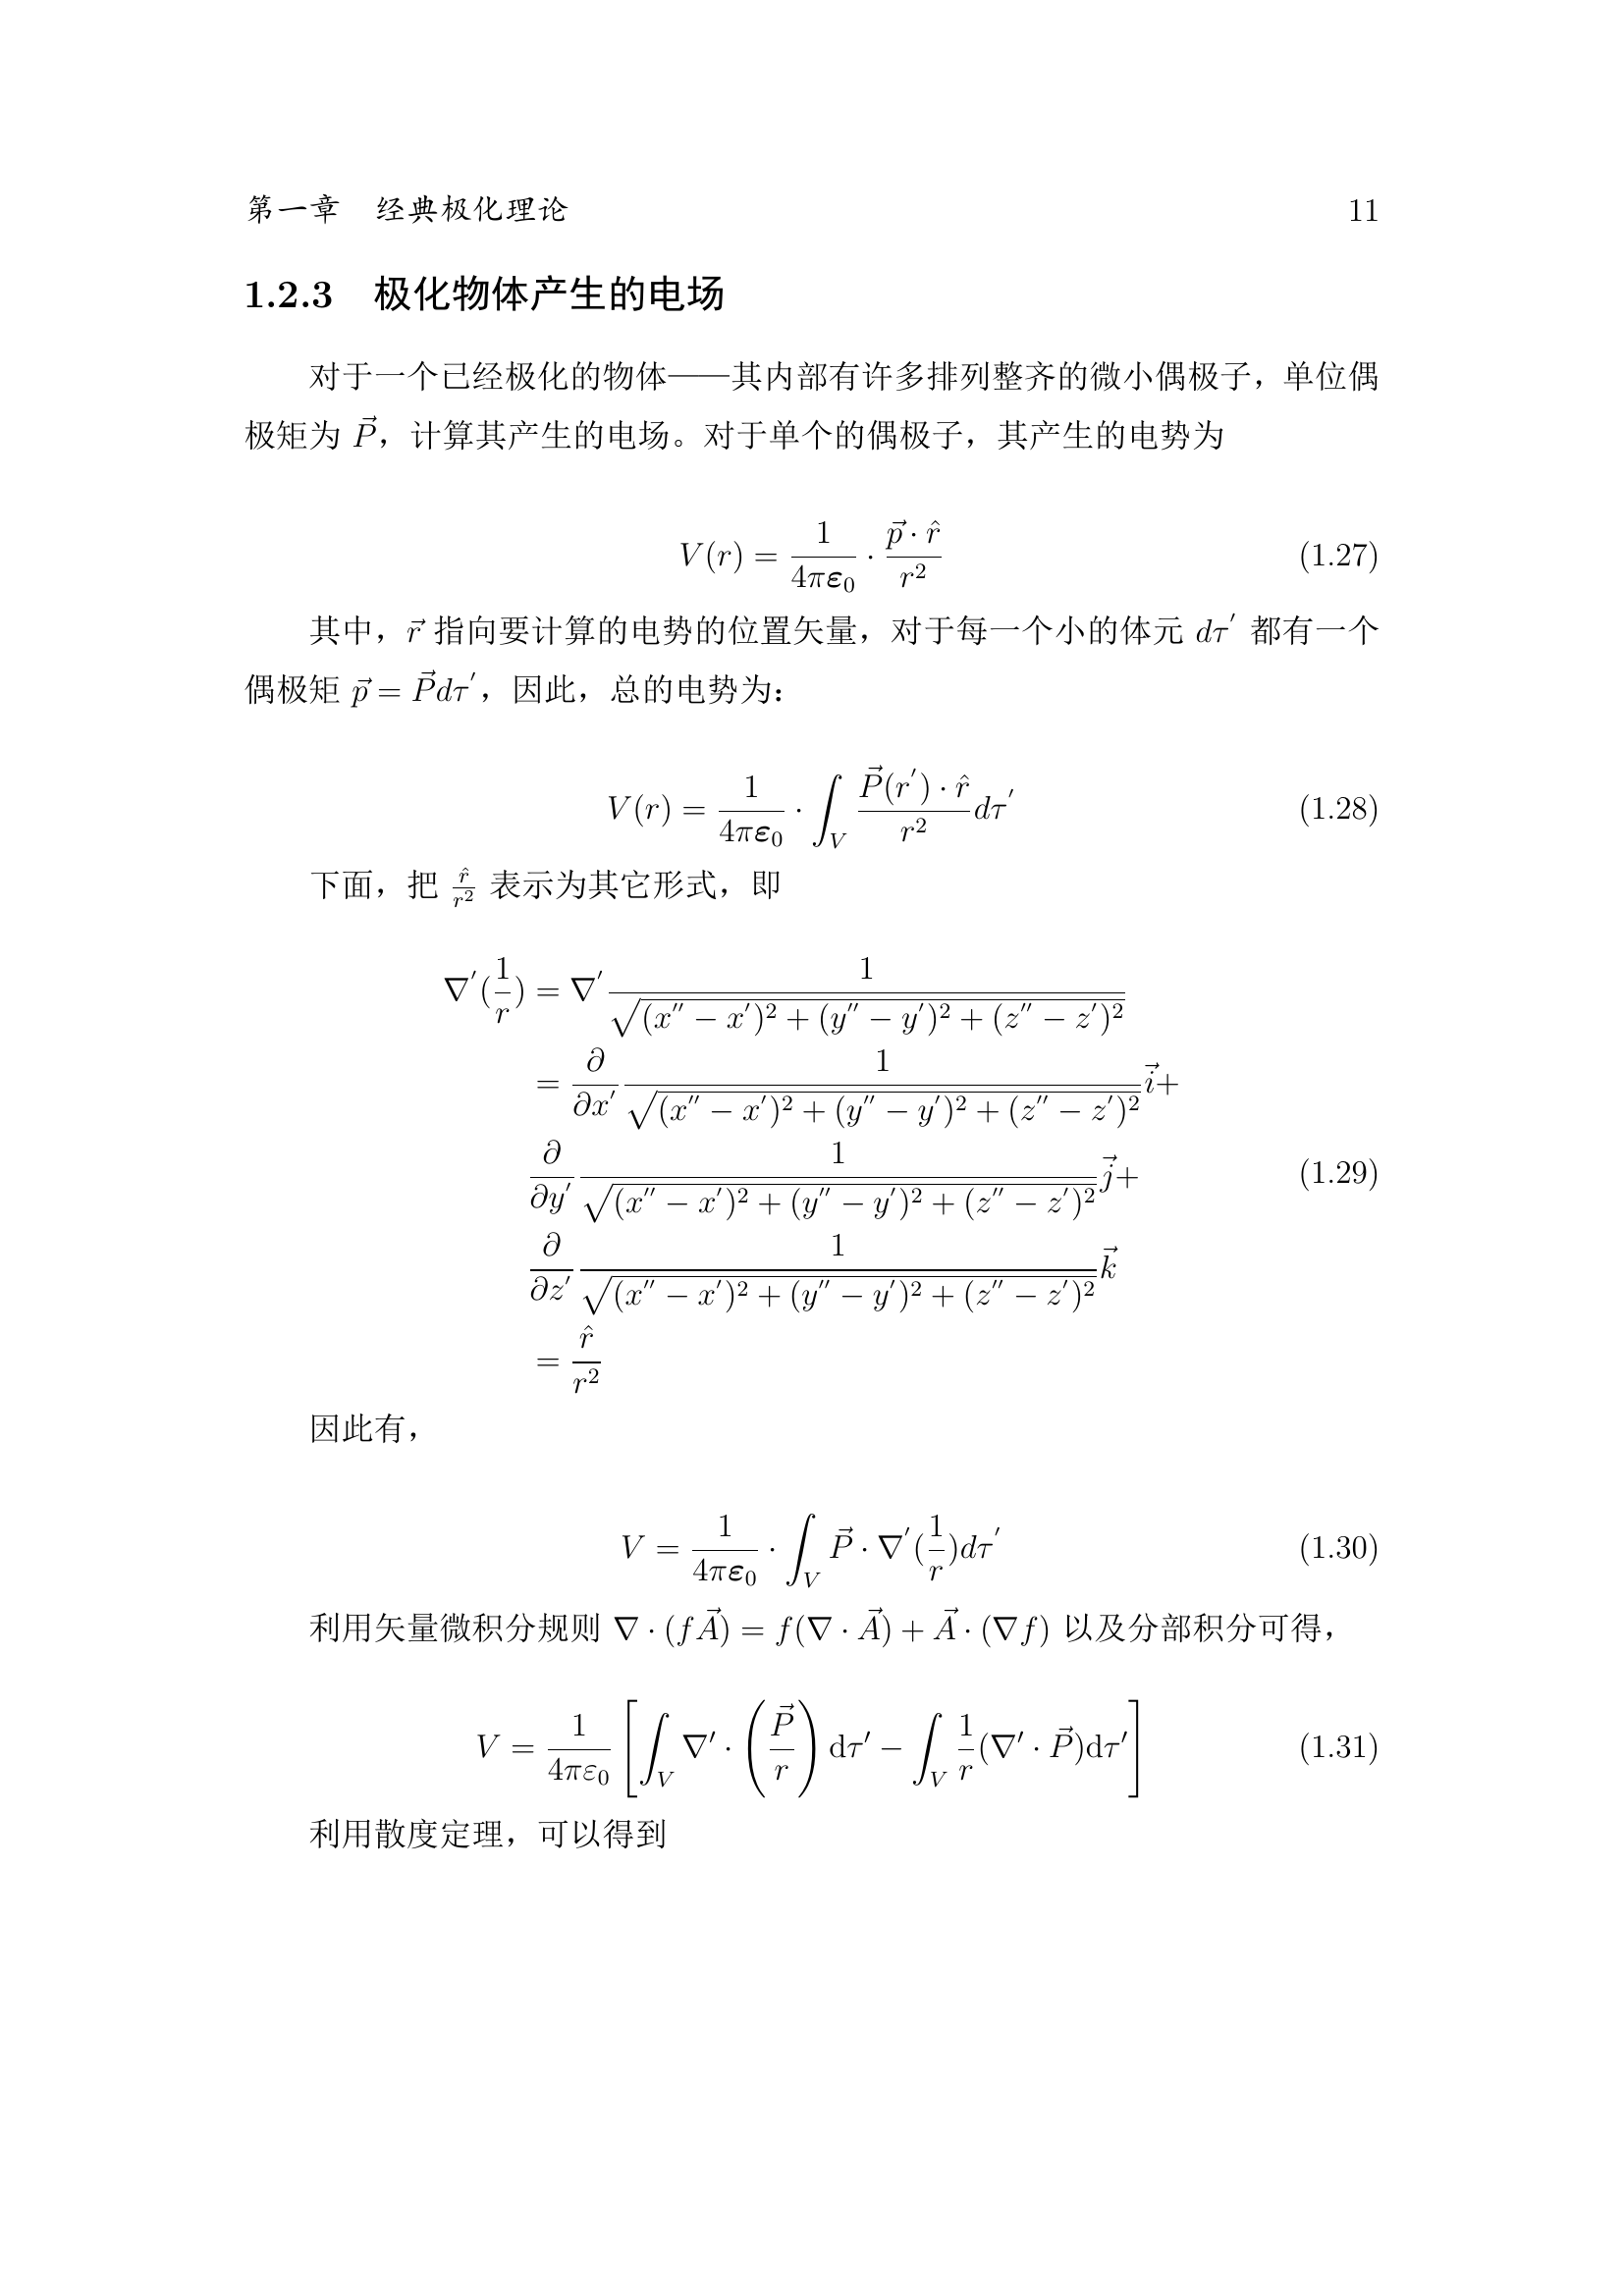 第一章 经典极化理论 11
1.2.3 极化物体产生的电场
对于一个已经极化的物体——其内部有许多排列整齐的微小偶极子，单位偶
极矩为 $\vec{P}$，计算其产生的电场。对于单个的偶极子，其产生的电势为
$V(r) = \frac{1}{4\pi\boldsymbol{\varepsilon}_0} \cdot \frac{\vec{p} \cdot \hat{r}}{r^2}$ (1.27)
其中，$\vec{r}$ 指向要计算的电势的位置矢量，对于每一个小的体元 $d\tau^{'}$ 都有一个
偶极矩 $\vec{p} = \vec{P}d\tau^{'}$，因此，总的电势为：
$V(r) = \frac{1}{4\pi\boldsymbol{\varepsilon}_0} \cdot \int_V \frac{\vec{P}(r^{'}) \cdot \hat{r}}{r^2} d\tau^{'}$ (1.28)
下面，把 $\frac{\hat{r}}{r^2}$ 表示为其它形式，即
$\nabla^{'}(\frac{1}{r}) = \nabla^{'} \frac{1}{\sqrt{(x^{''} - x^{'})^2 + (y^{''} - y^{'})^2 + (z^{''} - z^{'})^2}}$
$= \frac{\partial}{\partial x^{'}} \frac{1}{\sqrt{(x^{''} - x^{'})^2 + (y^{''} - y^{'})^2 + (z^{''} - z^{'})^2}} \vec{i} +$
$\frac{\partial}{\partial y^{'}} \frac{1}{\sqrt{(x^{''} - x^{'})^2 + (y^{''} - y^{'})^2 + (z^{''} - z^{'})^2}} \vec{j} +$ (1.29)
$\frac{\partial}{\partial z^{'}} \frac{1}{\sqrt{(x^{''} - x^{'})^2 + (y^{''} - y^{'})^2 + (z^{''} - z^{'})^2}} \vec{k}$
$= \frac{\hat{r}}{r^2}$
因此有，
$V = \frac{1}{4\pi\boldsymbol{\varepsilon}_0} \cdot \int_V \vec{P} \cdot \nabla^{'}(\frac{1}{r}) d\tau^{'}$ (1.30)
利用矢量微积分规则 $\nabla \cdot (f\vec{A}) = f(\nabla \cdot \vec{A}) + \vec{A} \cdot (\nabla f)$ 以及分部积分可得，
$V = \frac{1}{4\pi\varepsilon_0} \left[ \int_V \nabla' \cdot \left( \frac{\vec{P}}{r} \right) \mathrm{d}\tau' - \int_V \frac{1}{r} (\nabla' \cdot \vec{P}) \mathrm{d}\tau' \right]$ (1.31)
利用散度定理，可以得到